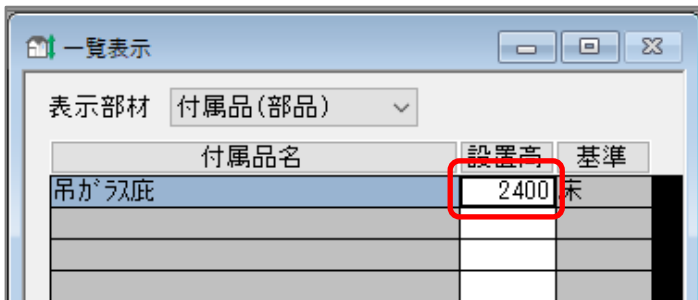 一覧表示
表示部材 付属品(部品)
付属品名 設置高 基準
吊ガラス庇 2400 床